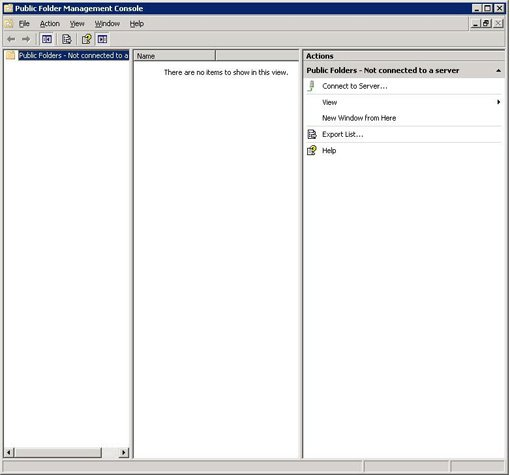 Public Folder Management Console
File Action View Window Help
Public Folders - Not connected to a
Name
There are no items to show in this view.
Actions
Public Folders - Not connected to a server
Connect to Server...
View
New Window from Here
Export List...
Help